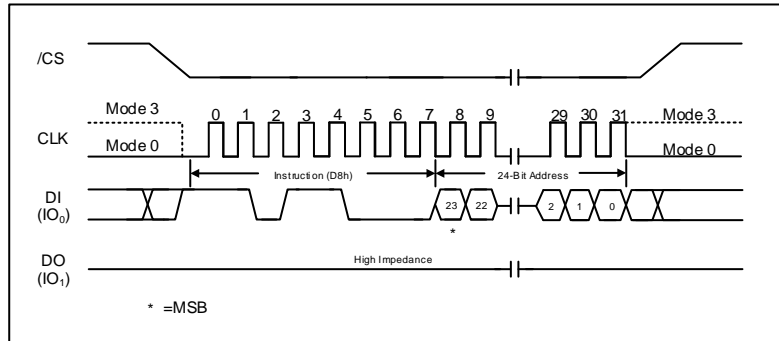 /CS
Mode 3
0 1 2 3 4 5 6 7 8 9 29 30 31
Mode 3
CLK
Mode 0
Mode 0
Instruction (D8h)
24-Bit Address
DI
(IO0)
23 22 2 1 0
*
DO
(IO1)
High Impedance
* =MSB